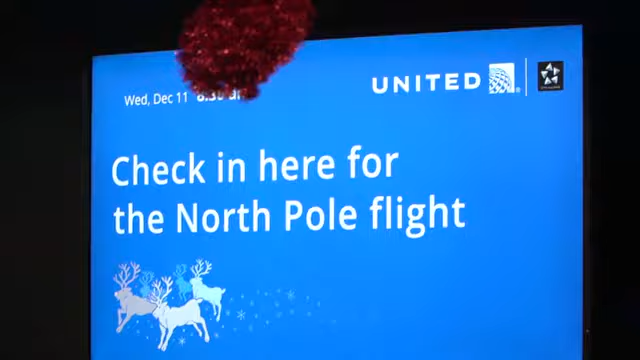 UNITED
Wed, Dec 11
Check in here for
the North Pole flight